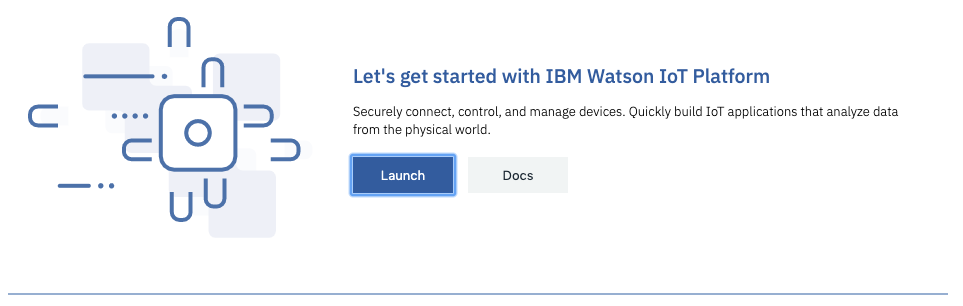 Let's get started with IBM Watson IoT Platform
Securely connect, control, and manage devices. Quickly build IoT applications that analyze data
from the physical world.
Launch
Docs